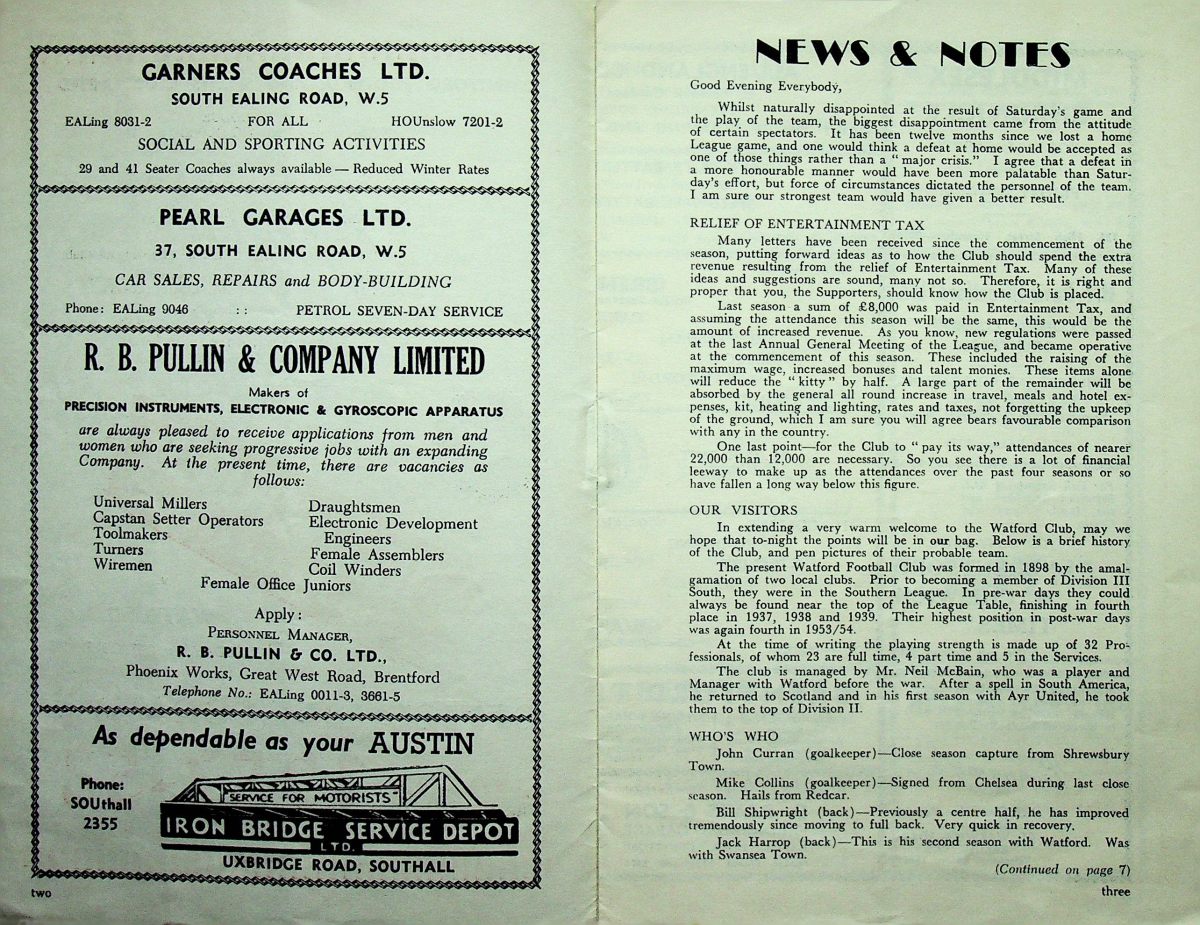 GARNERS COACHES LTD.
SOUTH EALING ROAD, W.5
EALing 8031-2 FOR ALL HOUnslow 7201-2
SOCIAL AND SPORTING ACTIVITIES
29 and 41 Seater Coaches always available — Reduced Winter Rates
PEARL GARAGES LTD.
37, SOUTH EALING ROAD, W.5
CAR SALES, REPAIRS and BODY-BUILDING
Phone: EALing 9046 : : PETROL SEVEN-DAY SERVICE
R. B. PULLIN & COMPANY LIMITED
Makers of
PRECISION INSTRUMENTS, ELECTRONIC & GYROSCOPIC APPARATUS
are always pleased to receive applications from men and
women who are seeking progressive jobs with an expanding
Company. At the present time, there are vacancies as
follows:
Universal Millers
Capstan Setter Operators
Toolmakers
Turners
Wiremen
Draughtsmen
Electronic Development
Engineers
Female Assemblers
Coil Winders
Female Office Juniors
Apply:
PERSONNEL MANAGER,
R. B. PULLIN & CO. LTD.,
Phoenix Works, Great West Road, Brentford
Telephone No.: EALing 0011-3, 3661-5
As dependable as your AUSTIN
Phone:
SOUthall
2355
"SERVICE FOR MOTORISTS"
IRON BRIDGE SERVICE DEPOT
LTD.
UXBRIDGE ROAD, SOUTHALL
two
NEWS & NOTES
Good Evening Everybody,
Whilst naturally disappointed at the result of Saturday's game and
the play of the team, the biggest disappointment came from the attitude
of certain spectators. It has been twelve months since we lost a home
League game, and one would think a defeat at home would be accepted as
one of those things rather than a "major crisis." I agree that a defeat in
a more honourable manner would have been more palatable than Satur-
day's effort, but force of circumstances dictated the personnel of the team.
I am sure our strongest team would have given a better result.
RELIEF OF ENTERTAINMENT TAX
Many letters have been received since the commencement of the
season, putting forward ideas as to how the Club should spend the extra
revenue resulting from the relief of Entertainment Tax. Many of these
ideas and suggestions are sound, many not so. Therefore, it is right and
proper that you, the Supporters, should know how the Club is placed.
Last season a sum of £8,000 was paid in Entertainment Tax, and
assuming the attendance this season will be the same, this would be the
amount of increased revenue. As you know, new regulations were passed
at the last Annual General Meeting of the League, and became operative
at the commencement of this season. These included the raising of the
maximum wage, increased bonuses and talent monies. These items alone
will reduce the "kitty" by half. A large part of the remainder will be
absorbed by the general all round increase in travel, meals and hotel ex-
penses, kit, heating and lighting, rates and taxes, not forgetting the upkeep
of the ground, which I am sure you will agree bears favourable comparison
with any in the country.
One last point—for the Club to "pay its way," attendances of nearer
22,000 than 12,000 are necessary. So you see there is a lot of financial
leeway to make up as the attendances over the past four seasons or so
have fallen a long way below this figure.
OUR VISITORS
In extending a very warm welcome to the Watford Club, may we
hope that to-night the points will be in our bag. Below is a brief history
of the Club, and pen pictures of their probable team.
The present Watford Football Club was formed in 1898 by the amal-
gamation of two local clubs. Prior to becoming a member of Division III
South, they were in the Southern League. In pre-war days they could
always be found near the top of the League Table, finishing in fourth
place in 1937, 1938 and 1939. Their highest position in post-war days
was again fourth in 1953/54.
At the time of writing the playing strength is made up of 32 Pro-
fessionals, of whom 23 are full time, 4 part time and 5 in the Services.
The club is managed by Mr. Neil McBain, who was a player and
Manager with Watford before the war. After a spell in South America,
he returned to Scotland and in his first season with Ayr United, he took
them to the top of Division II.
WHO'S WHO
John Curran (goalkeeper)—Close season capture from Shrewsbury
Town.
Mike Collins (goalkeeper)—Signed from Chelsea during last close
season. Hails from Redcar.
Bill Shipwright (back)—Previously a centre half, he has improved
tremendously since moving to full back. Very quick in recovery.
Jack Harrop (back)—This is his second season with Watford. Was
with Swansea Town.
(Continued on page 7)
three